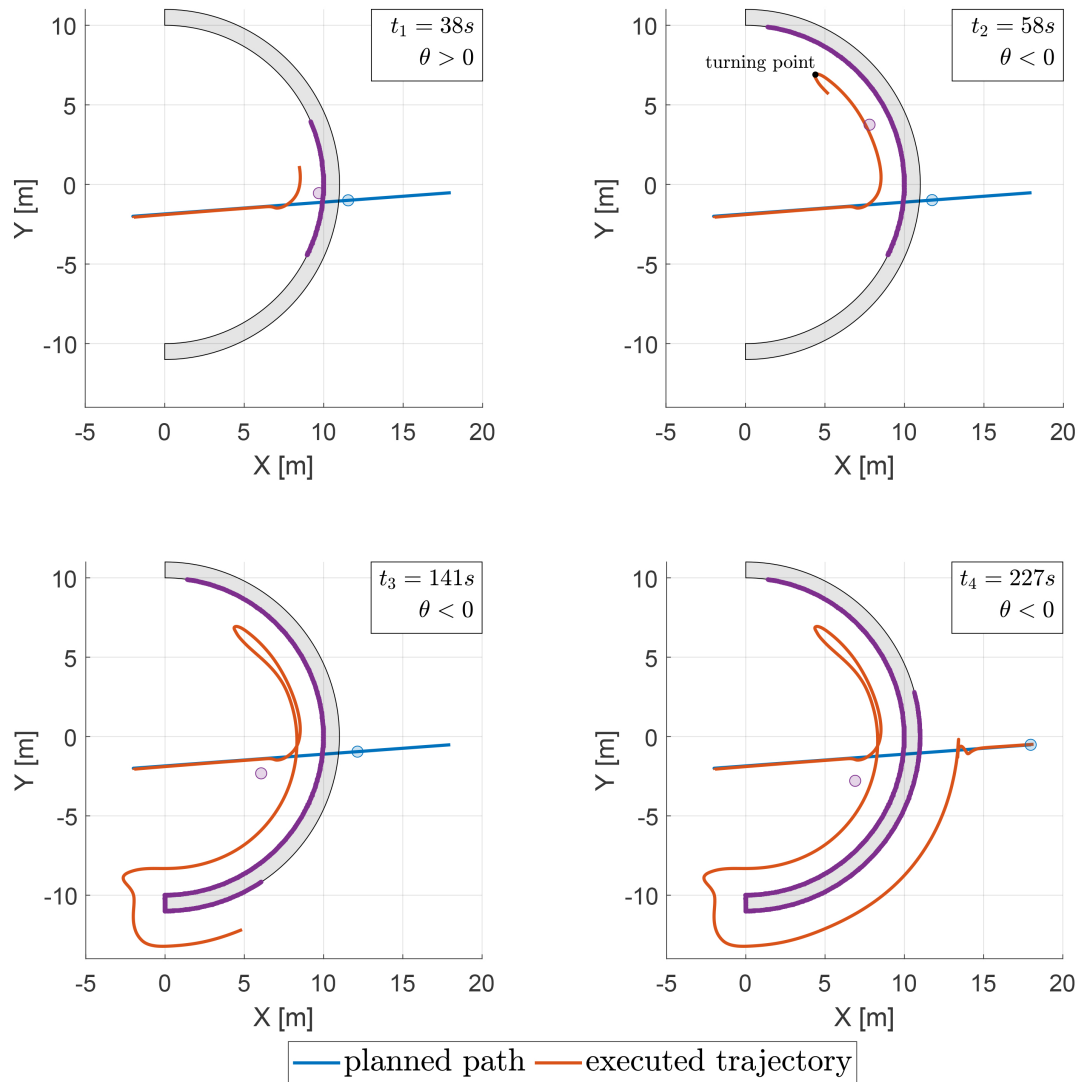 t₁ = 38s
θ > 0
10
5
0
-5
-10
Y [m]
-5 0 5 10 15 20
X [m]
t₂ = 58s
θ < 0
turning point
10
5
0
-5
-10
Y [m]
-5 0 5 10 15 20
X [m]
t₃ = 141s
θ < 0
10
5
0
-5
-10
Y [m]
-5 0 5 10 15 20
X [m]
t₄ = 227s
θ < 0
10
5
0
-5
-10
Y [m]
-5 0 5 10 15 20
X [m]
planned path executed trajectory